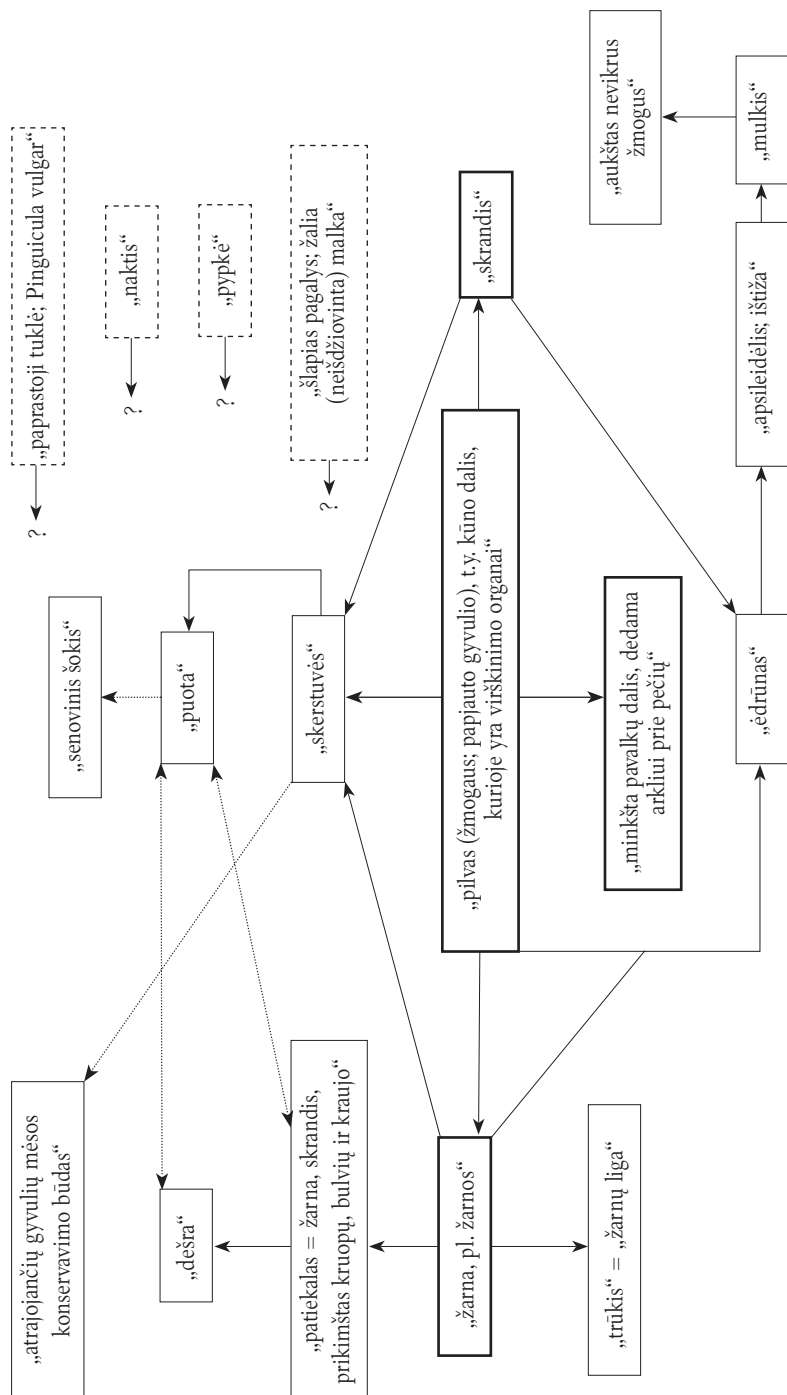 „atrajojančių gyvulių mėsos
konservavimo būdas“
„senovinis šokis“
?
„paprastoji tuklė; Pinguicula vulgar“
„dešra“
„puota“
?
„naktis“
?
„pypkė“
„patiekalas = žarna, skrandis,
prikimštas kruopų, bulvių ir kraujo“
„skerstuvės“
?
„šlapias pagalys; žalia
(neišdžiovinta) malka“
„žarna, pl. žarnos“
„pilvas (žmogaus; papjauto gyvulio), t.y. kūno dalis,
kurioje yra virškinimo organai“
„skrandis“
„trūkis“ = „žarnų liga“
„minkšta pavalkų dalis, dedama
arkliui prie pečių“
„aukštas nevikrus
žmogus“
„ėdrūnas“
„apsileidėlis; ištiža“
„mulkis“